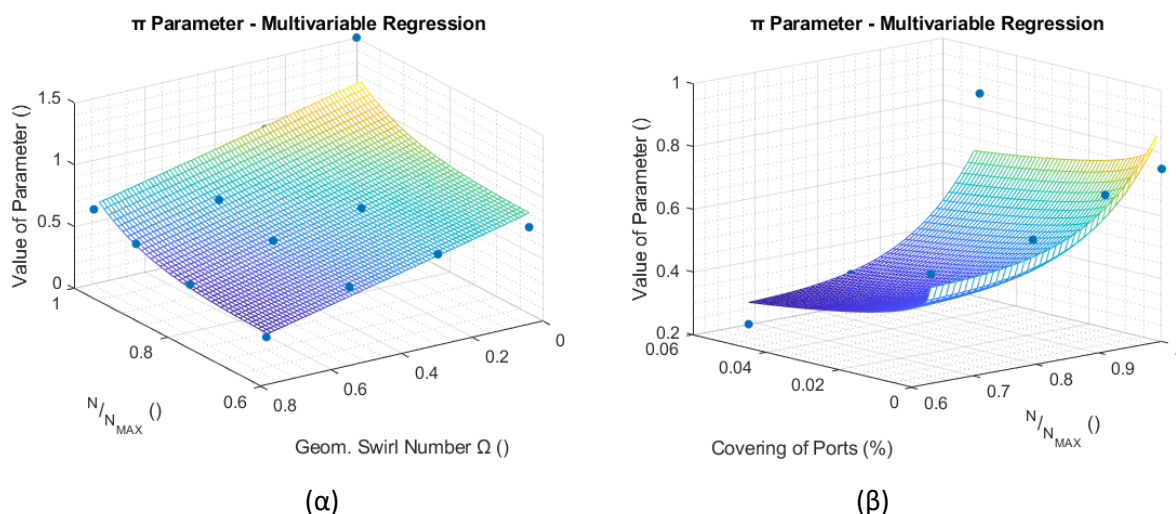 π Parameter - Multivariable Regression
Value of Parameter ()
1.5
1
0.5
0
1
0.8
0.6
0.8
0.6
0.4
0.2
0
N/N_MAX ()
Geom. Swirl Number Ω ()
(α)
π Parameter - Multivariable Regression
Value of Parameter ()
1
0.8
0.6
0.4
0.2
0.06
0.04
0.02
0
0.6
0.7
0.8
0.9
N/N_MAX ()
Covering of Ports (%)
(β)